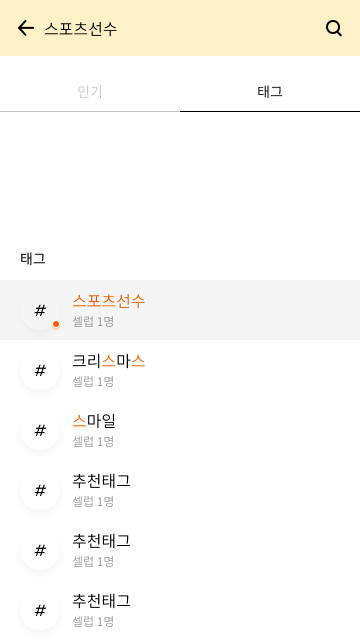 스포츠선수
인기 태그
태그
# 스포츠선수
셀럽 1명
# 크리스마스
셀럽 1명
# 스마일
셀럽 1명
# 추천태그
셀럽 1명
# 추천태그
셀럽 1명
# 추천태그
셀럽 1명